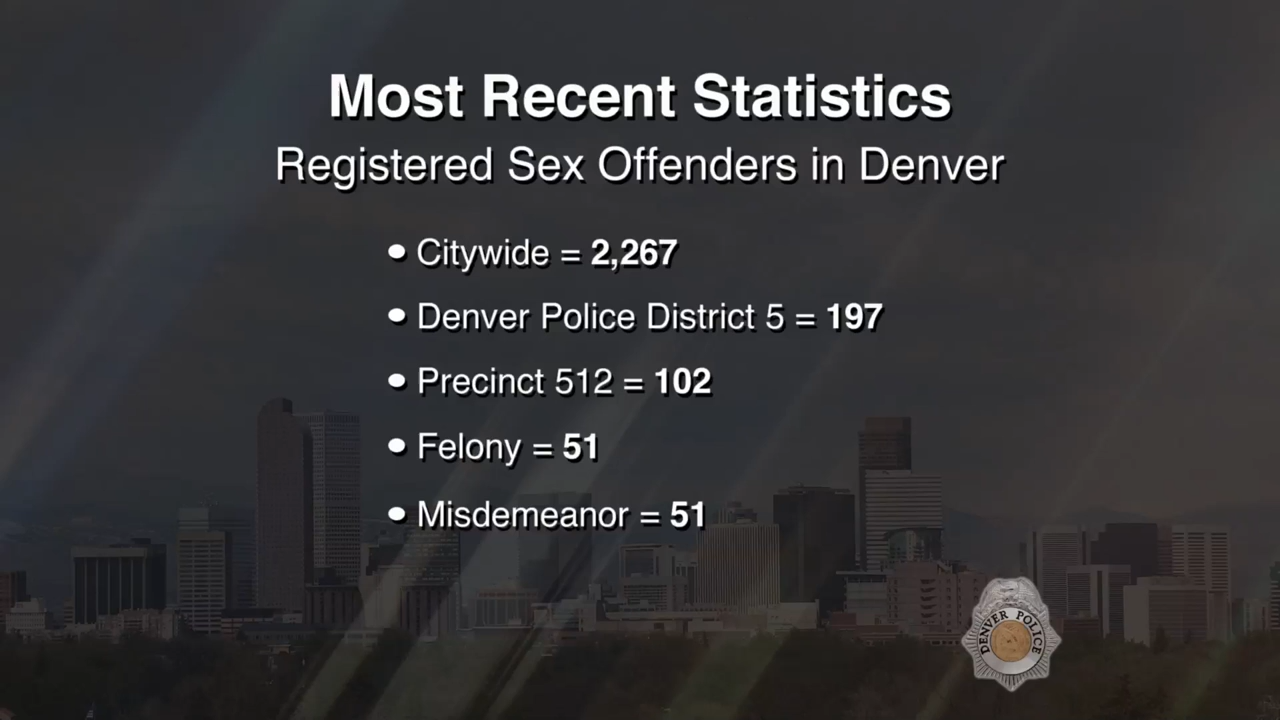 Most Recent Statistics
Registered Sex Offenders in Denver
• Citywide = 2,267
• Denver Police District 5 = 197
• Precinct 512 = 102
• Felony = 51
• Misdemeanor = 51
DENVER POLICE